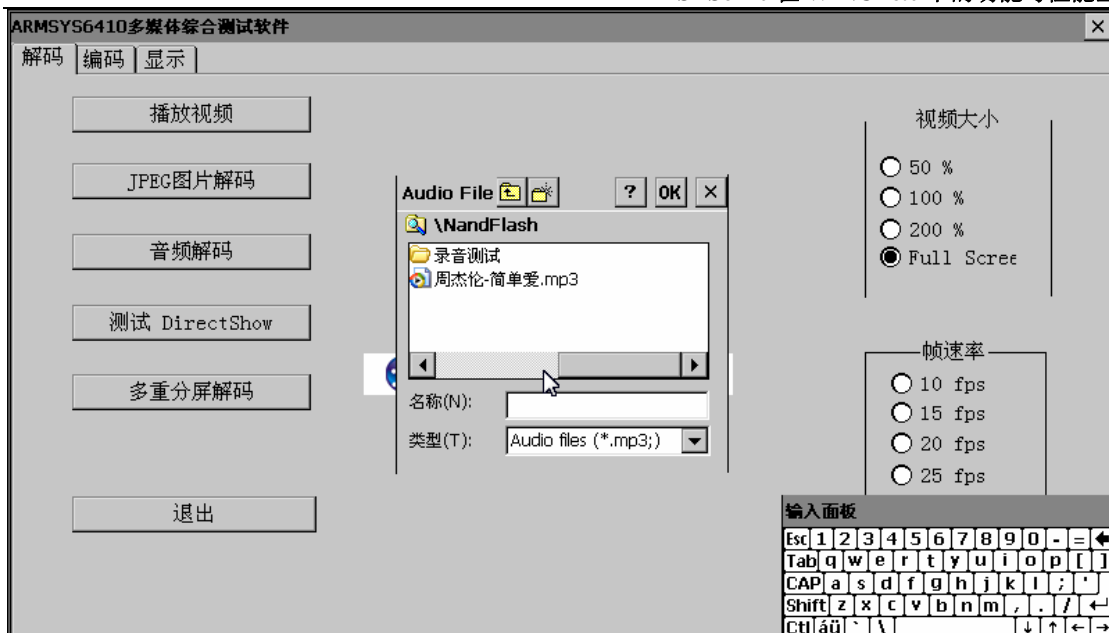 ARMSYS6410多媒体综合测试软件
解码 编码 显示
播放视频
JPEG图片解码
音频解码
测试 DirectShow
多重分屏解码
退出
Audio File ? OK ×
\NandFlash
录音测试
周杰伦-简单爱.mp3
名称(N):
类型(T): Audio files (*.mp3;)
视频大小
50 %
100 %
200 %
Full Scree
帧速率
10 fps
15 fps
20 fps
25 fps
输入面板
Esc 1 2 3 4 5 6 7 8 9 0 - =
Tab q w e r t y u i o p [ ]
CAP a s d f g h j k l ; '
Shift z x c v b n m , . /
Ctl áü ` \ ↓ ↑ ← →